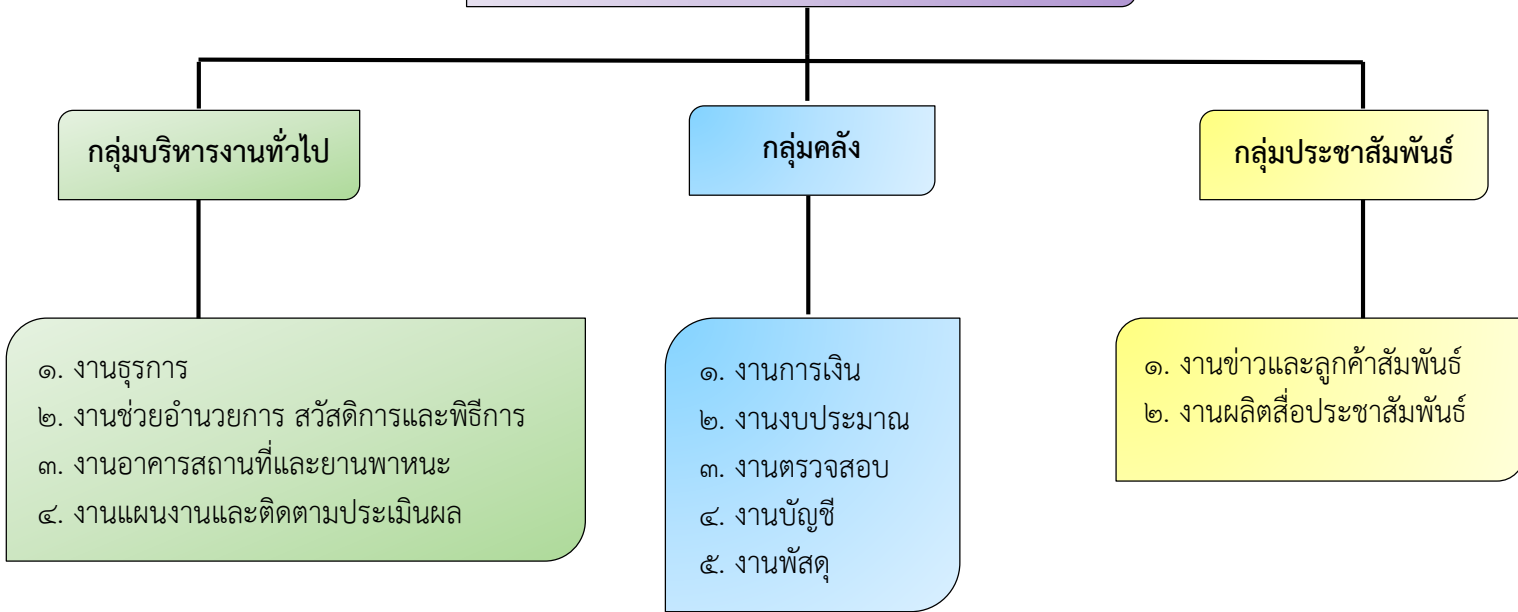 กลุ่มบริหารงานทั่วไป
กลุ่มคลัง
กลุ่มประชาสัมพันธ์
๑. งานธุรการ
๒. งานช่วยอำนวยการ สวัสดิการและพิธีการ
๓. งานอาคารสถานที่และยานพาหนะ
๔. งานแผนงานและติดตามประเมินผล
๑. งานการเงิน
๒. งานงบประมาณ
๓. งานตรวจสอบ
๔. งานบัญชี
๕. งานพัสดุ
๑. งานข่าวและลูกค้าสัมพันธ์
๒. งานผลิตสื่อประชาสัมพันธ์